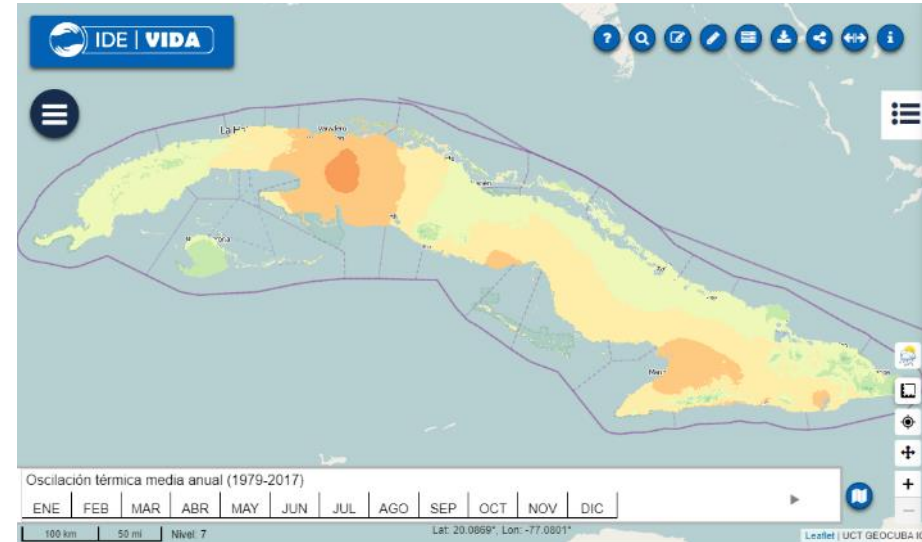 IDE | VIDA
La Ha
Varadero
Oscilación térmica media anual (1979-2017)
ENE FEB MAR ABR MAY JUN JUL AGO SEP OCT NOV DIC
100 km 50 mi Nivel: 7 Lat: 20.0869°, Lon: -77.0801°
Leaflet | UCT GEOCUBA I